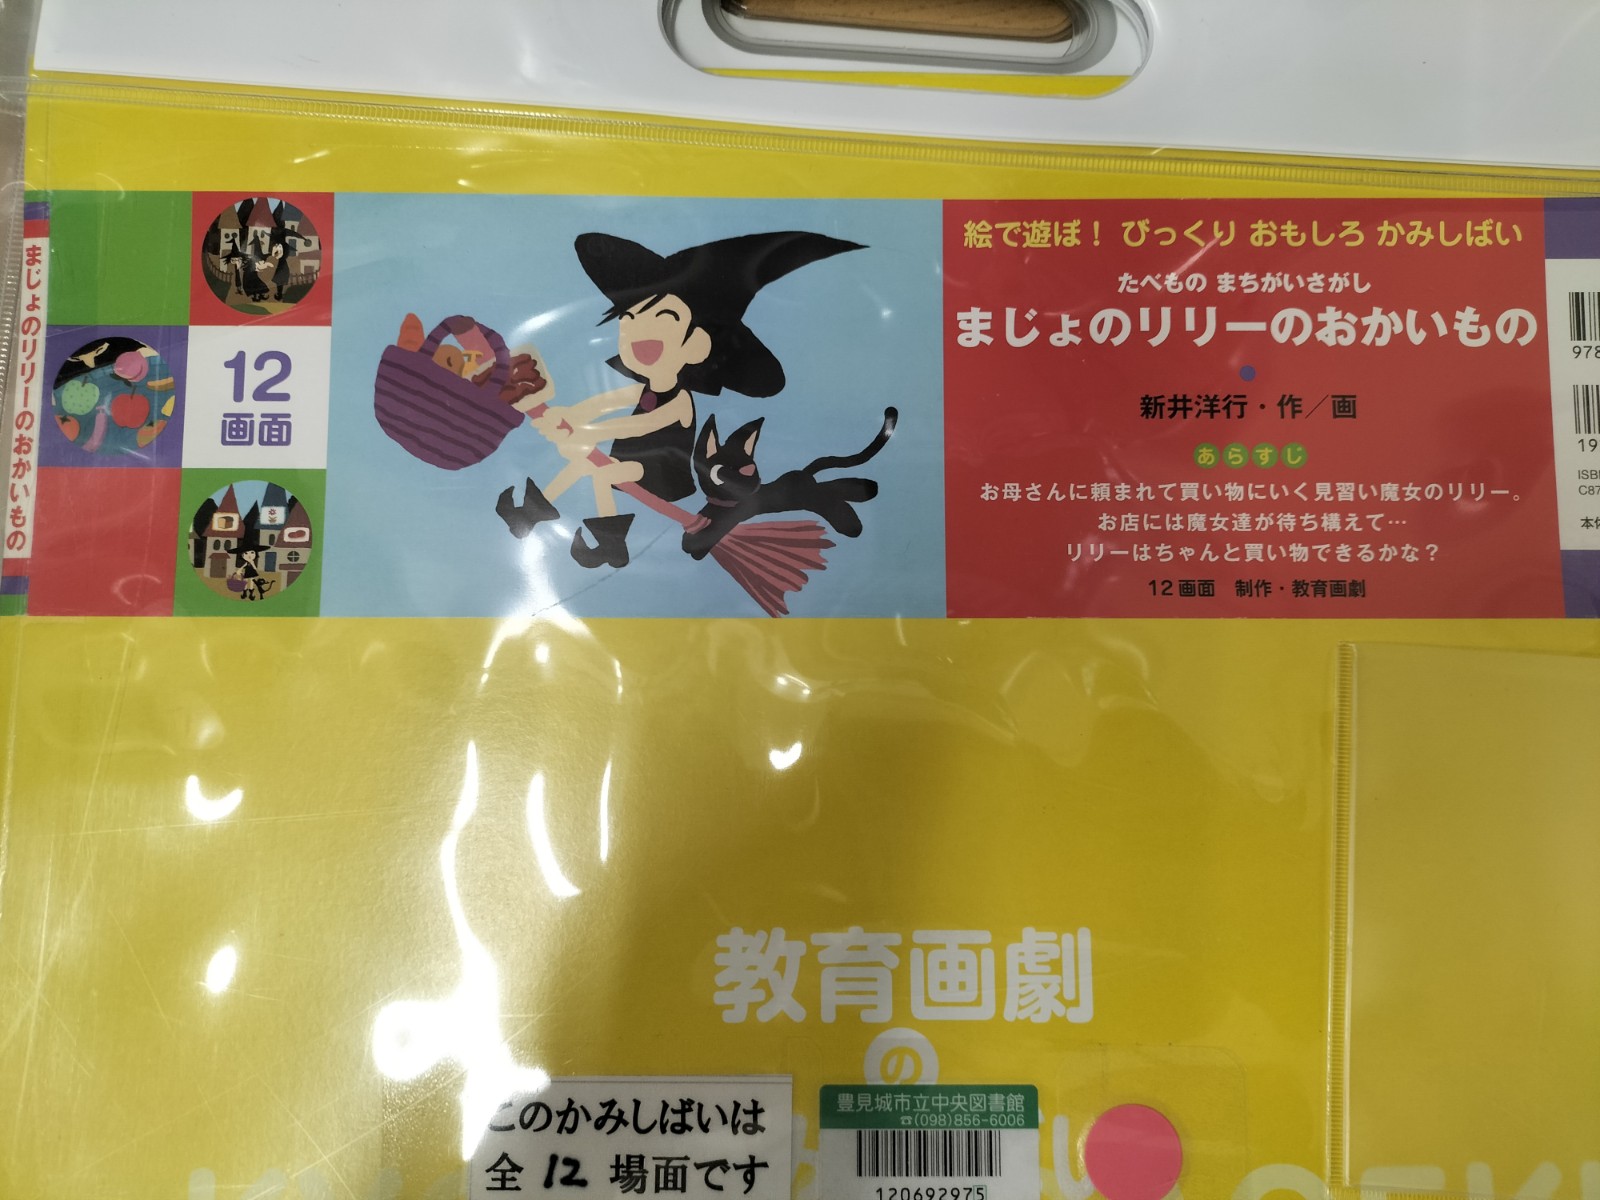 まじょのリリーのおかいもの
12
画面
絵で遊ぼ！ びっくり おもしろ かみしばい
たべもの まちがいさがし
まじょのリリーのおかいもの
新井洋行・作／画
あらすじ
お母さんに頼まれて買い物にいく見習い魔女のリリー。
お店には魔女達が待ち構えて…
リリーはちゃんと買い物できるかな？
12画面 制作・教育画劇
978
19
ISB
C87
本体
教育画劇
の
このかみしばいは
全 12 場面です
豊見城市立中央図書館
☎(098)856-6006
120692975